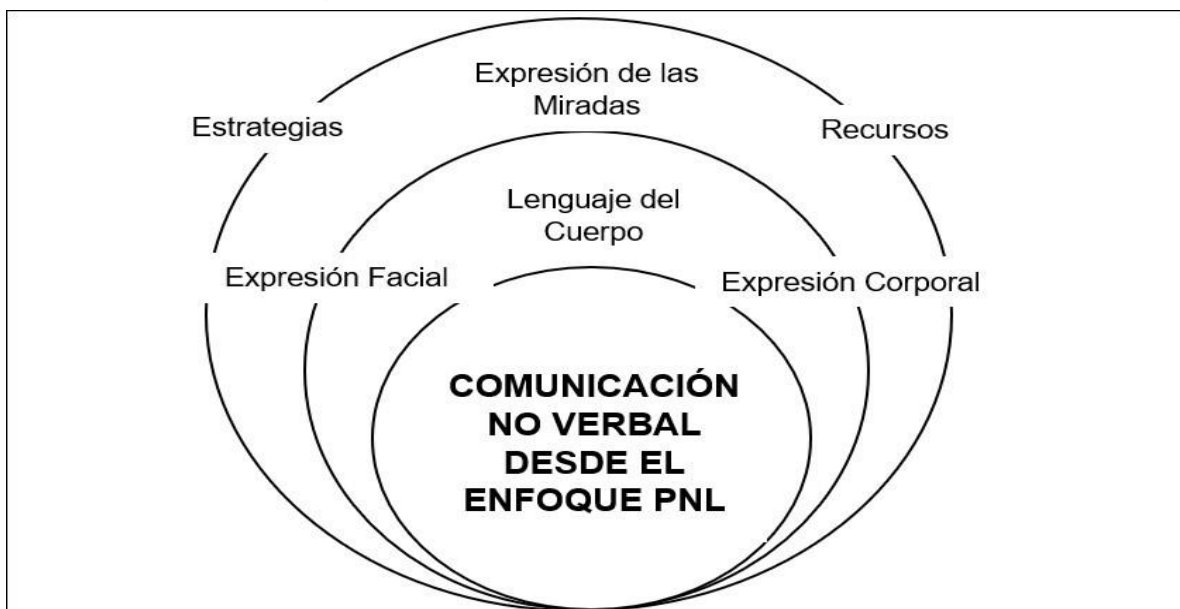 Expresión de las
Miradas
Estrategias
Recursos
Lenguaje del
Cuerpo
Expresión Facial
Expresión Corporal
COMUNICACIÓN
NO VERBAL
DESDE EL
ENFOQUE PNL